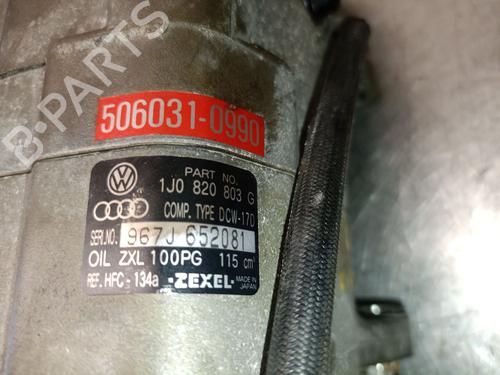 B-PARTS
506031-0990
PART NO.
1J0 820 803 G
COMP. TYPE DCW-17D
SERI.NO. 967J 652081
OIL ZXL 100PG 115 cm³
REF. HFC-134a ·ZEXEL· MADE IN JAPAN